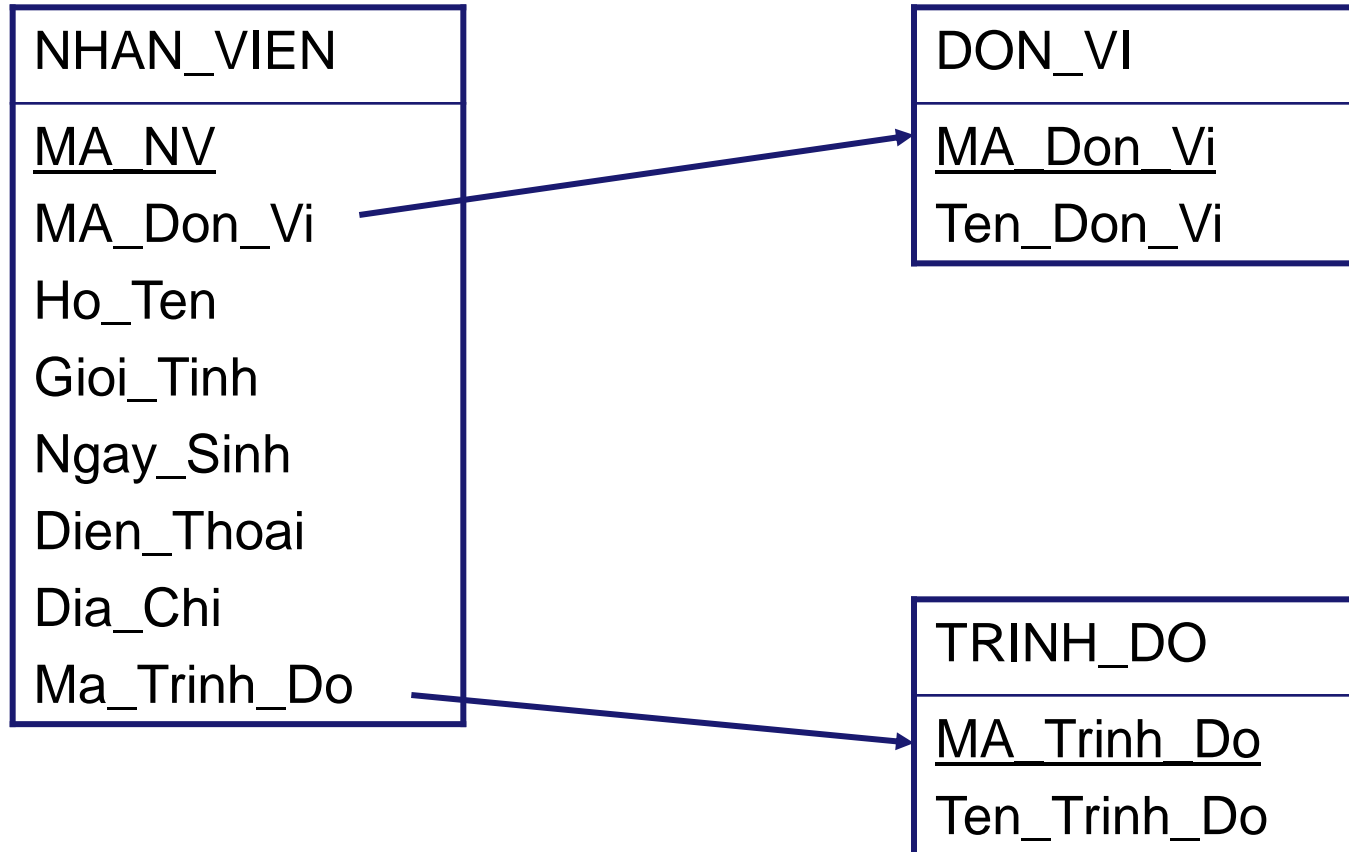 NHAN_VIEN
MA_NV
MA_Don_Vi
Ho_Ten
Gioi_Tinh
Ngay_Sinh
Dien_Thoai
Dia_Chi
Ma_Trinh_Do
DON_VI
MA_Don_Vi
Ten_Don_Vi
TRINH_DO
MA_Trinh_Do
Ten_Trinh_Do